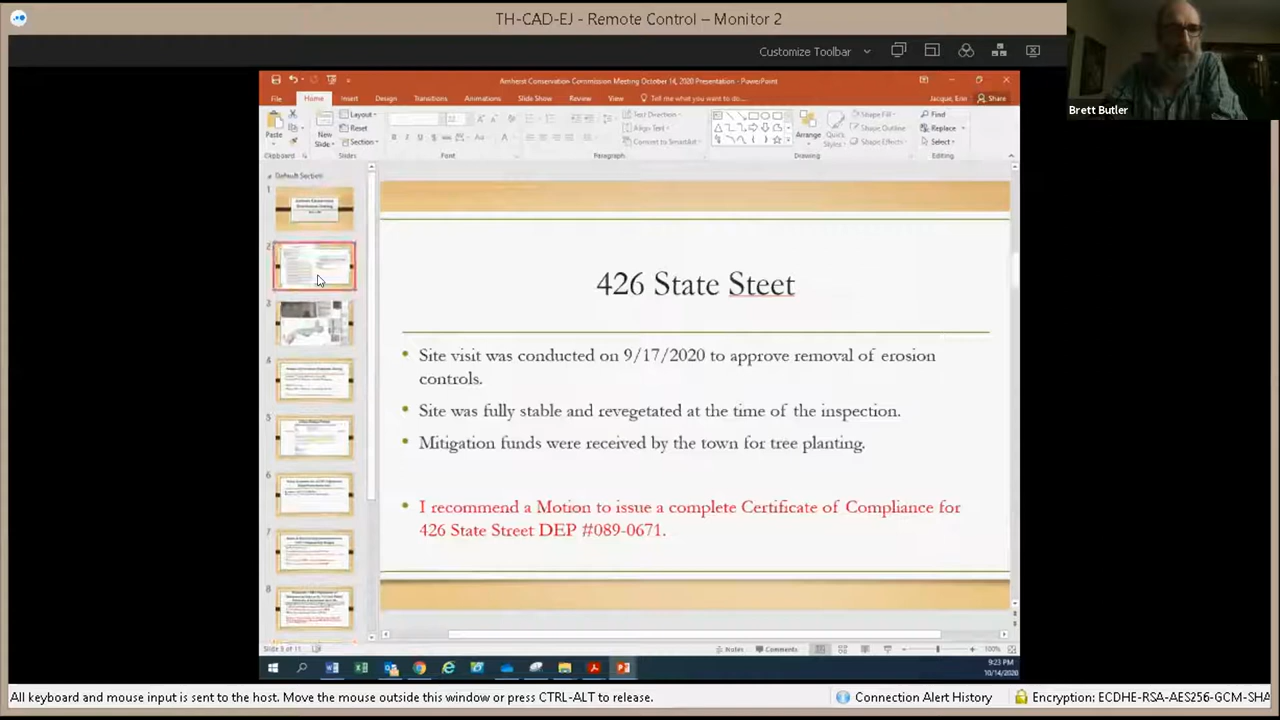 TH-CAD-EJ - Remote Control – Monitor 2
Customize Toolbar
Brett Butler
Amherst Conservation Commission Meeting October 14, 2020 Presentation - PowerPoint
File Home Insert Design Transitions Animations Slide Show Review View Tell me what you want to do... Jacque, Erin Share
Paste
New Slide
Layout
Reset
Section
Text Direction
Align Text
Convert to SmartArt
Arrange
Quick Styles
Shape Fill
Shape Outline
Shape Effects
Find
Replace
Select
Clipboard Slides Font Paragraph Drawing Editing
Default Section
1
2
3
4
5
6
7
8
426 State Steet
• Site visit was conducted on 9/17/2020 to approve removal of erosion
controls.
• Site was fully stable and revegetated at the time of the inspection.
• Mitigation funds were received by the town for tree planting.
• I recommend a Motion to issue a complete Certificate of Compliance for
426 State Street DEP #089-0671.
Notes Comments 100%
9:23 PM
10/14/2020
All keyboard and mouse input is sent to the host. Move the mouse outside this window or press CTRL-ALT to release. Connection Alert History Encryption: ECDHE-RSA-AES256-GCM-SHA